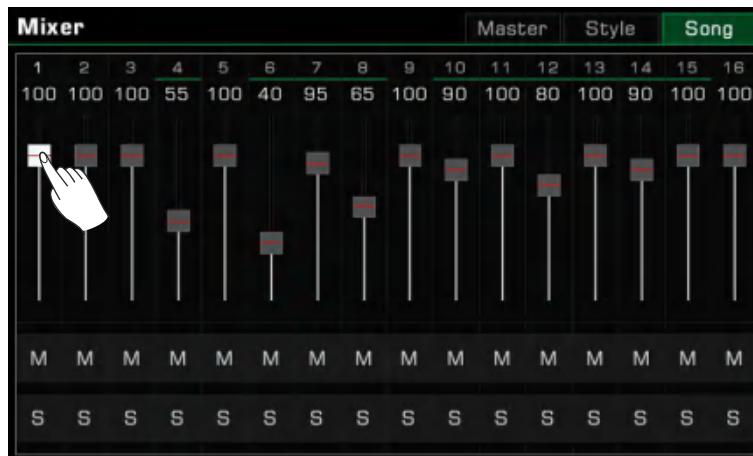 Mixer Master Style Song
1 2 3 4 5 6 7 8 9 10 11 12 13 14 15 16
100 100 100 55 100 40 95 65 100 90 100 80 100 90 100 100
M M M M M M M M M M M M M M M M
S S S S S S S S S S S S S S S S